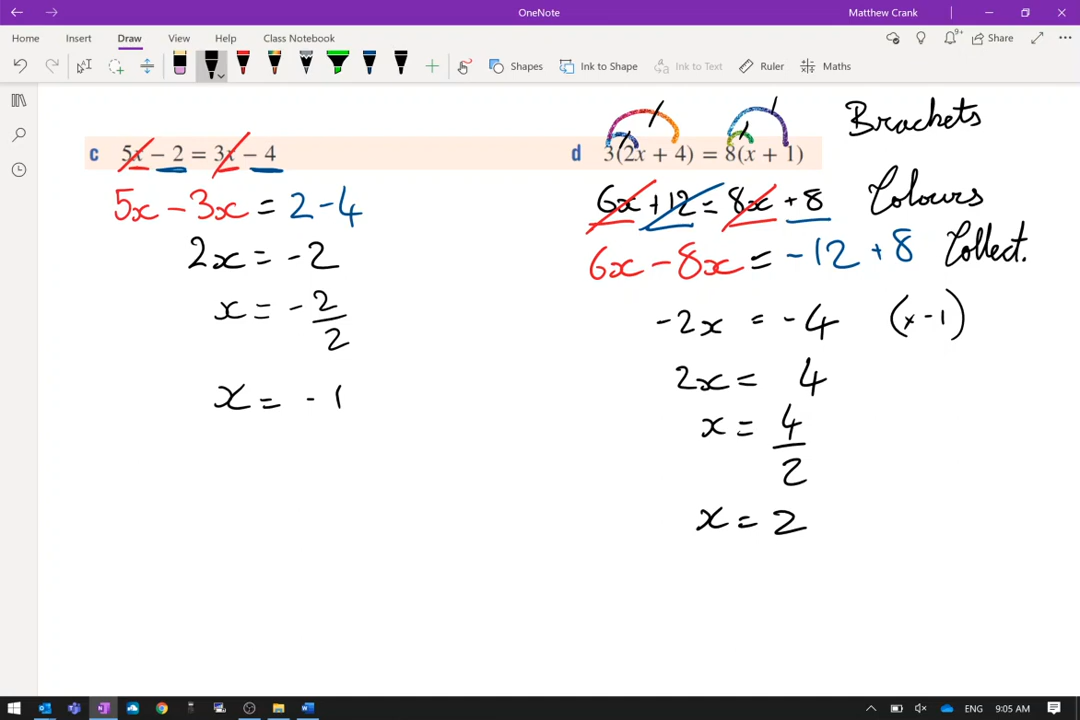 OneNote
Matthew Crank
Home Insert Draw View Help Class Notebook
9+ Share
Shapes Ink to Shape Ink to Text Ruler Maths
Brackets
c 5x − 2 = 3x − 4
d 3(2x + 4) = 8(x + 1)
5x − 3x = 2 − 4
6x + 12 = 8x + 8 Colours
2x = −2
6x − 8x = −12 + 8 Collect.
x = −2/2
−2x = −4 (x −1)
x = −1
2x = 4
x = 4/2
x = 2
ENG 9:05 AM